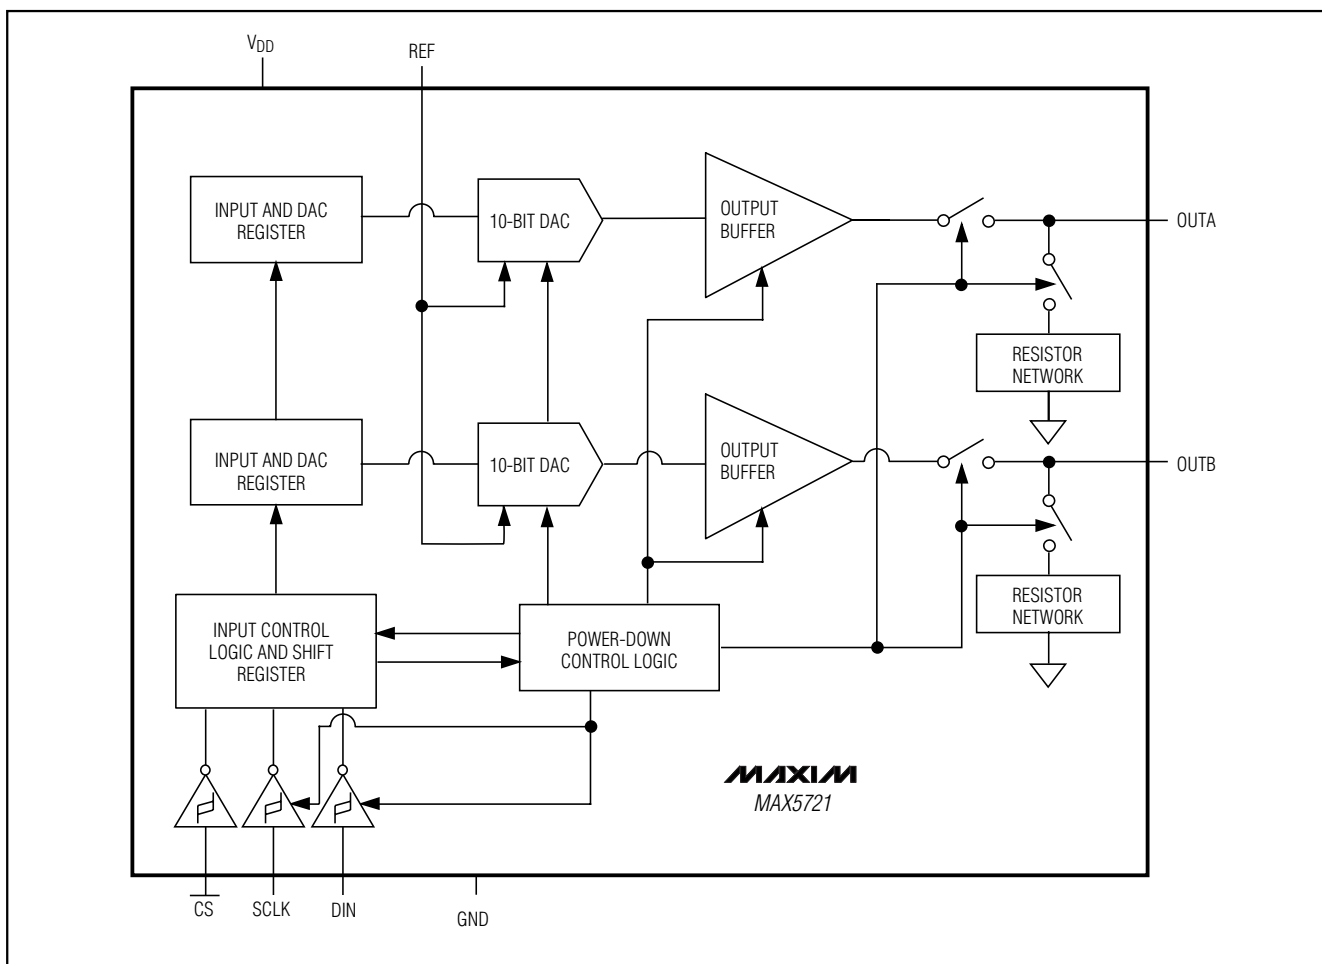 VDD
REF
INPUT AND DAC
REGISTER
10-BIT DAC
OUTPUT
BUFFER
OUTA
RESISTOR
NETWORK
INPUT AND DAC
REGISTER
10-BIT DAC
OUTPUT
BUFFER
OUTB
RESISTOR
NETWORK
INPUT CONTROL
LOGIC AND SHIFT
REGISTER
POWER-DOWN
CONTROL LOGIC
MAXIM
MAX5721
CS
SCLK
DIN
GND